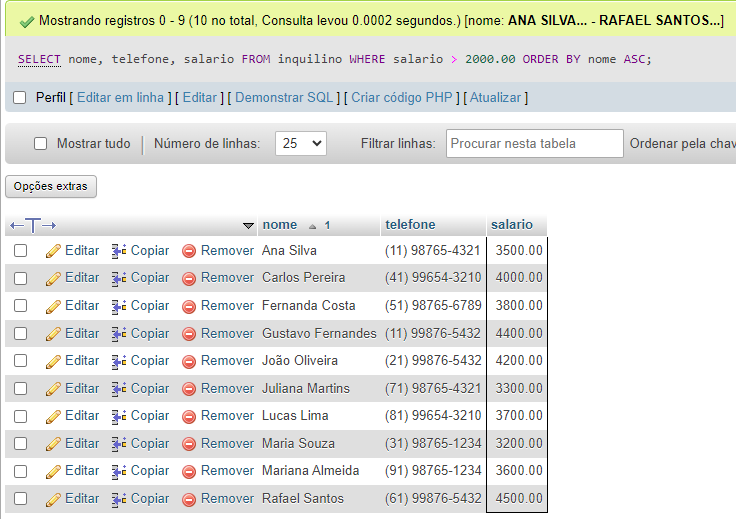 Mostrando registros 0 - 9 (10 no total, Consulta levou 0.0002 segundos.) [nome: ANA SILVA... - RAFAEL SANTOS...]
SELECT nome, telefone, salario FROM inquilino WHERE salario > 2000.00 ORDER BY nome ASC;
Perfil [ Editar em linha ] [ Editar ] [ Demonstrar SQL ] [ Criar código PHP ] [ Atualizar ]
Mostrar tudo | Número de linhas: 25 Filtrar linhas: Procurar nesta tabela Ordenar pela chav
Opções extras
←T→ nome 1 telefone salario
Editar Copiar Remover Ana Silva (11) 98765-4321 3500.00
Editar Copiar Remover Carlos Pereira (41) 99654-3210 4000.00
Editar Copiar Remover Fernanda Costa (51) 98765-6789 3800.00
Editar Copiar Remover Gustavo Fernandes (11) 99876-5432 4400.00
Editar Copiar Remover João Oliveira (21) 99876-5432 4200.00
Editar Copiar Remover Juliana Martins (71) 98765-4321 3300.00
Editar Copiar Remover Lucas Lima (81) 99654-3210 3700.00
Editar Copiar Remover Maria Souza (31) 98765-1234 3200.00
Editar Copiar Remover Mariana Almeida (91) 98765-1234 3600.00
Editar Copiar Remover Rafael Santos (61) 99876-5432 4500.00